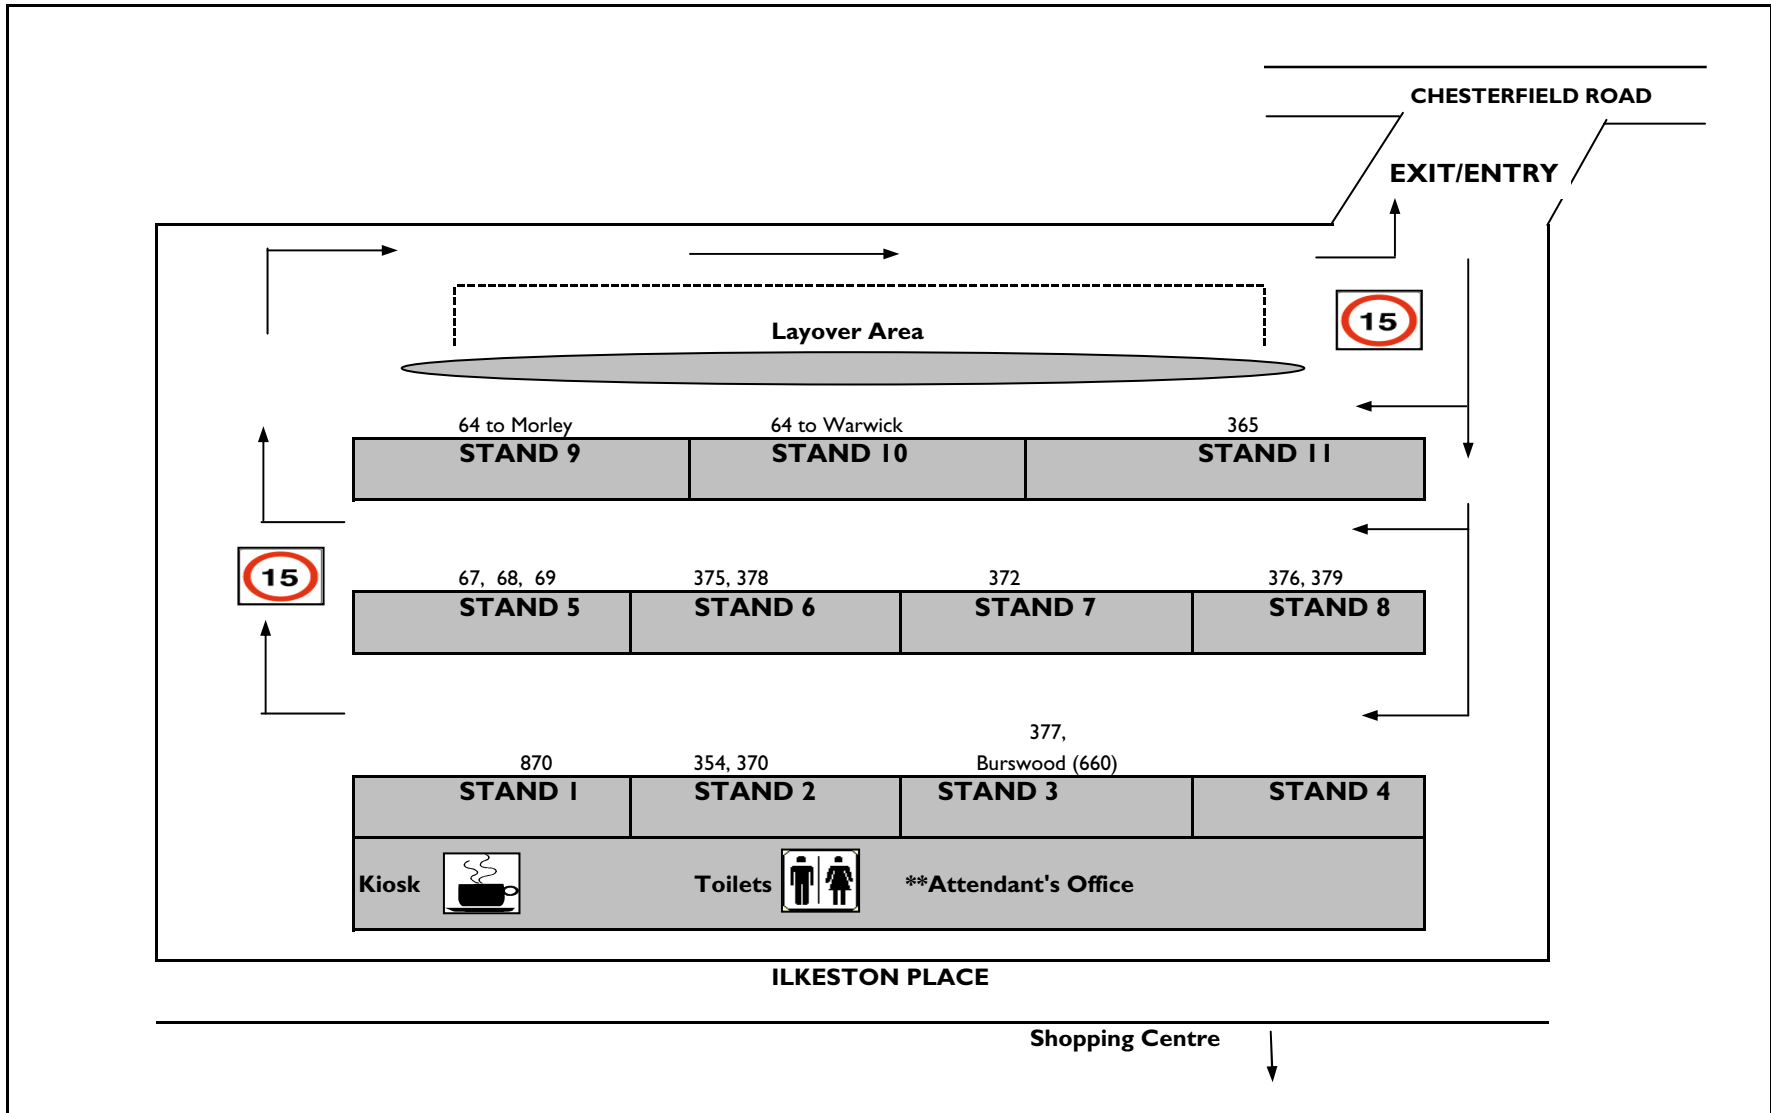 CHESTERFIELD ROAD
EXIT/ENTRY
15
Layover Area
64 to Morley 64 to Warwick 365
STAND 9 STAND 10 STAND 11
15
67, 68, 69 375, 378 372 376, 379
STAND 5 STAND 6 STAND 7 STAND 8
377,
870 354, 370 Burswood (660)
STAND 1 STAND 2 STAND 3 STAND 4
Kiosk Toilets **Attendant's Office
ILKESTON PLACE
Shopping Centre